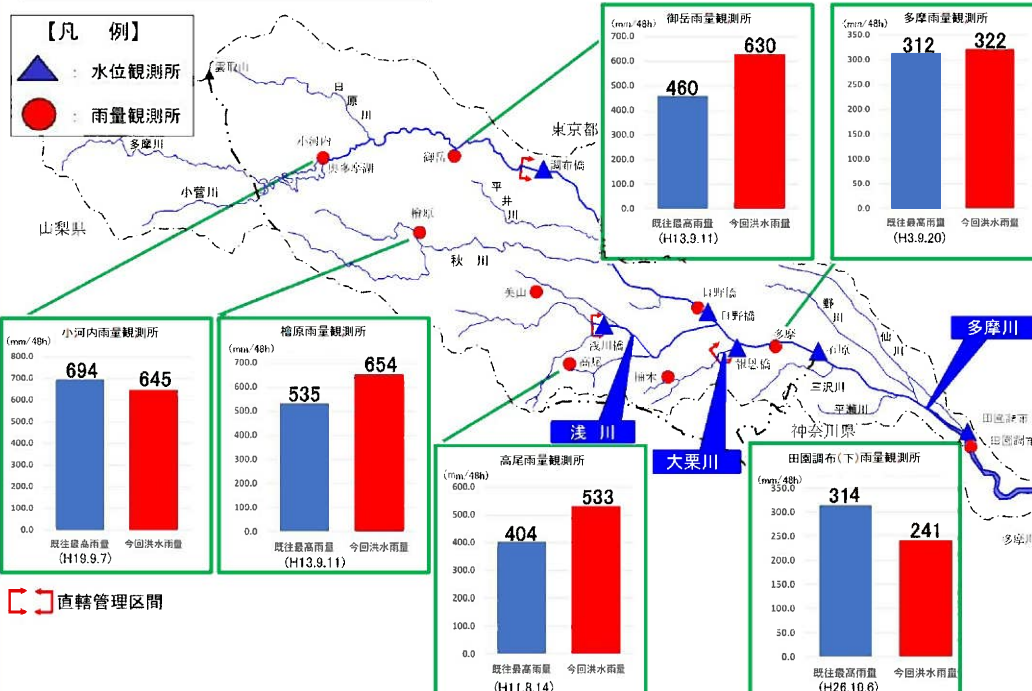 【凡　例】
：水位観測所
：雨量観測所
雲取山
日原川
多摩川
小菅川
山梨県
小河内
奥多摩湖
御岳
東京都
調布橋
平井川
檜原
秋川
美山
浅川橋
高尾
柚木
日野橋
日野橋
報恩橋
多摩
石原
野川
仙川
三沢川
平瀬川
神奈川県
多摩川
浅川
大栗川
田園調布
田園調布
多摩川
直轄管理区間
御岳雨量観測所
(mm/48h)
700.0
600.0
500.0
400.0
300.0
200.0
100.0
0.0
460
630
既往最高雨量 今回洪水雨量
(H13.9.11)
多摩雨量観測所
(mm/48h)
350.0
300.0
250.0
200.0
150.0
100.0
50.0
0.0
312
322
既往最高雨量 今回洪水雨量
(H3.9.20)
小河内雨量観測所
(mm/48h)
800.0
700.0
600.0
500.0
400.0
300.0
200.0
100.0
0.0
694
645
既往最高雨量 今回洪水雨量
(H19.9.7)
檜原雨量観測所
(mm/48h)
700.0
600.0
500.0
400.0
300.0
200.0
100.0
0.0
535
654
既往最高雨量 今回洪水雨量
(H13.9.11)
高尾雨量観測所
(mm/48h)
600.0
500.0
400.0
300.0
200.0
100.0
0.0
404
533
既往最高雨量 今回洪水雨量
(H11.8.14)
田園調布(下)雨量観測所
(mm/48h)
350.0
300.0
250.0
200.0
150.0
100.0
50.0
0.0
314
241
既往最高雨量 今回洪水雨量
(H26.10.6)